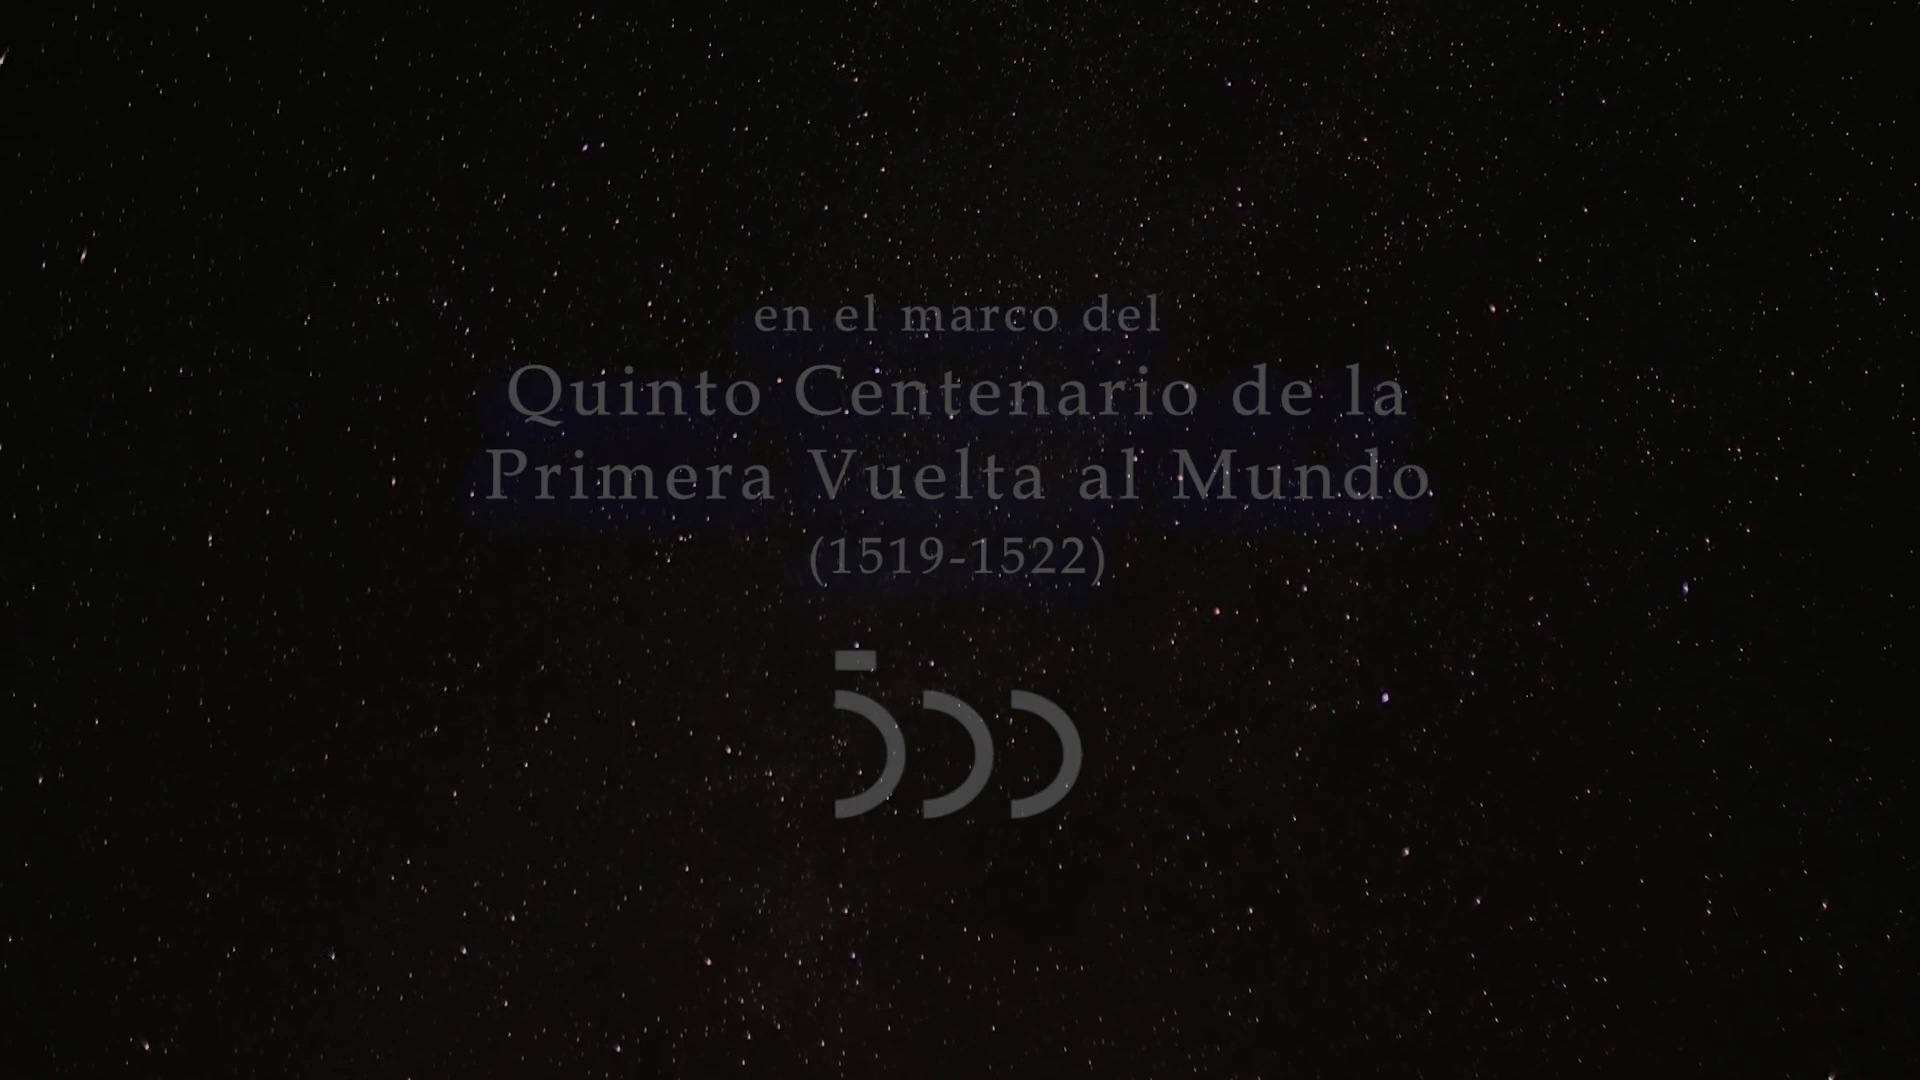 en el marco del
Quinto Centenario de la
Primera Vuelta al Mundo
(1519-1522)